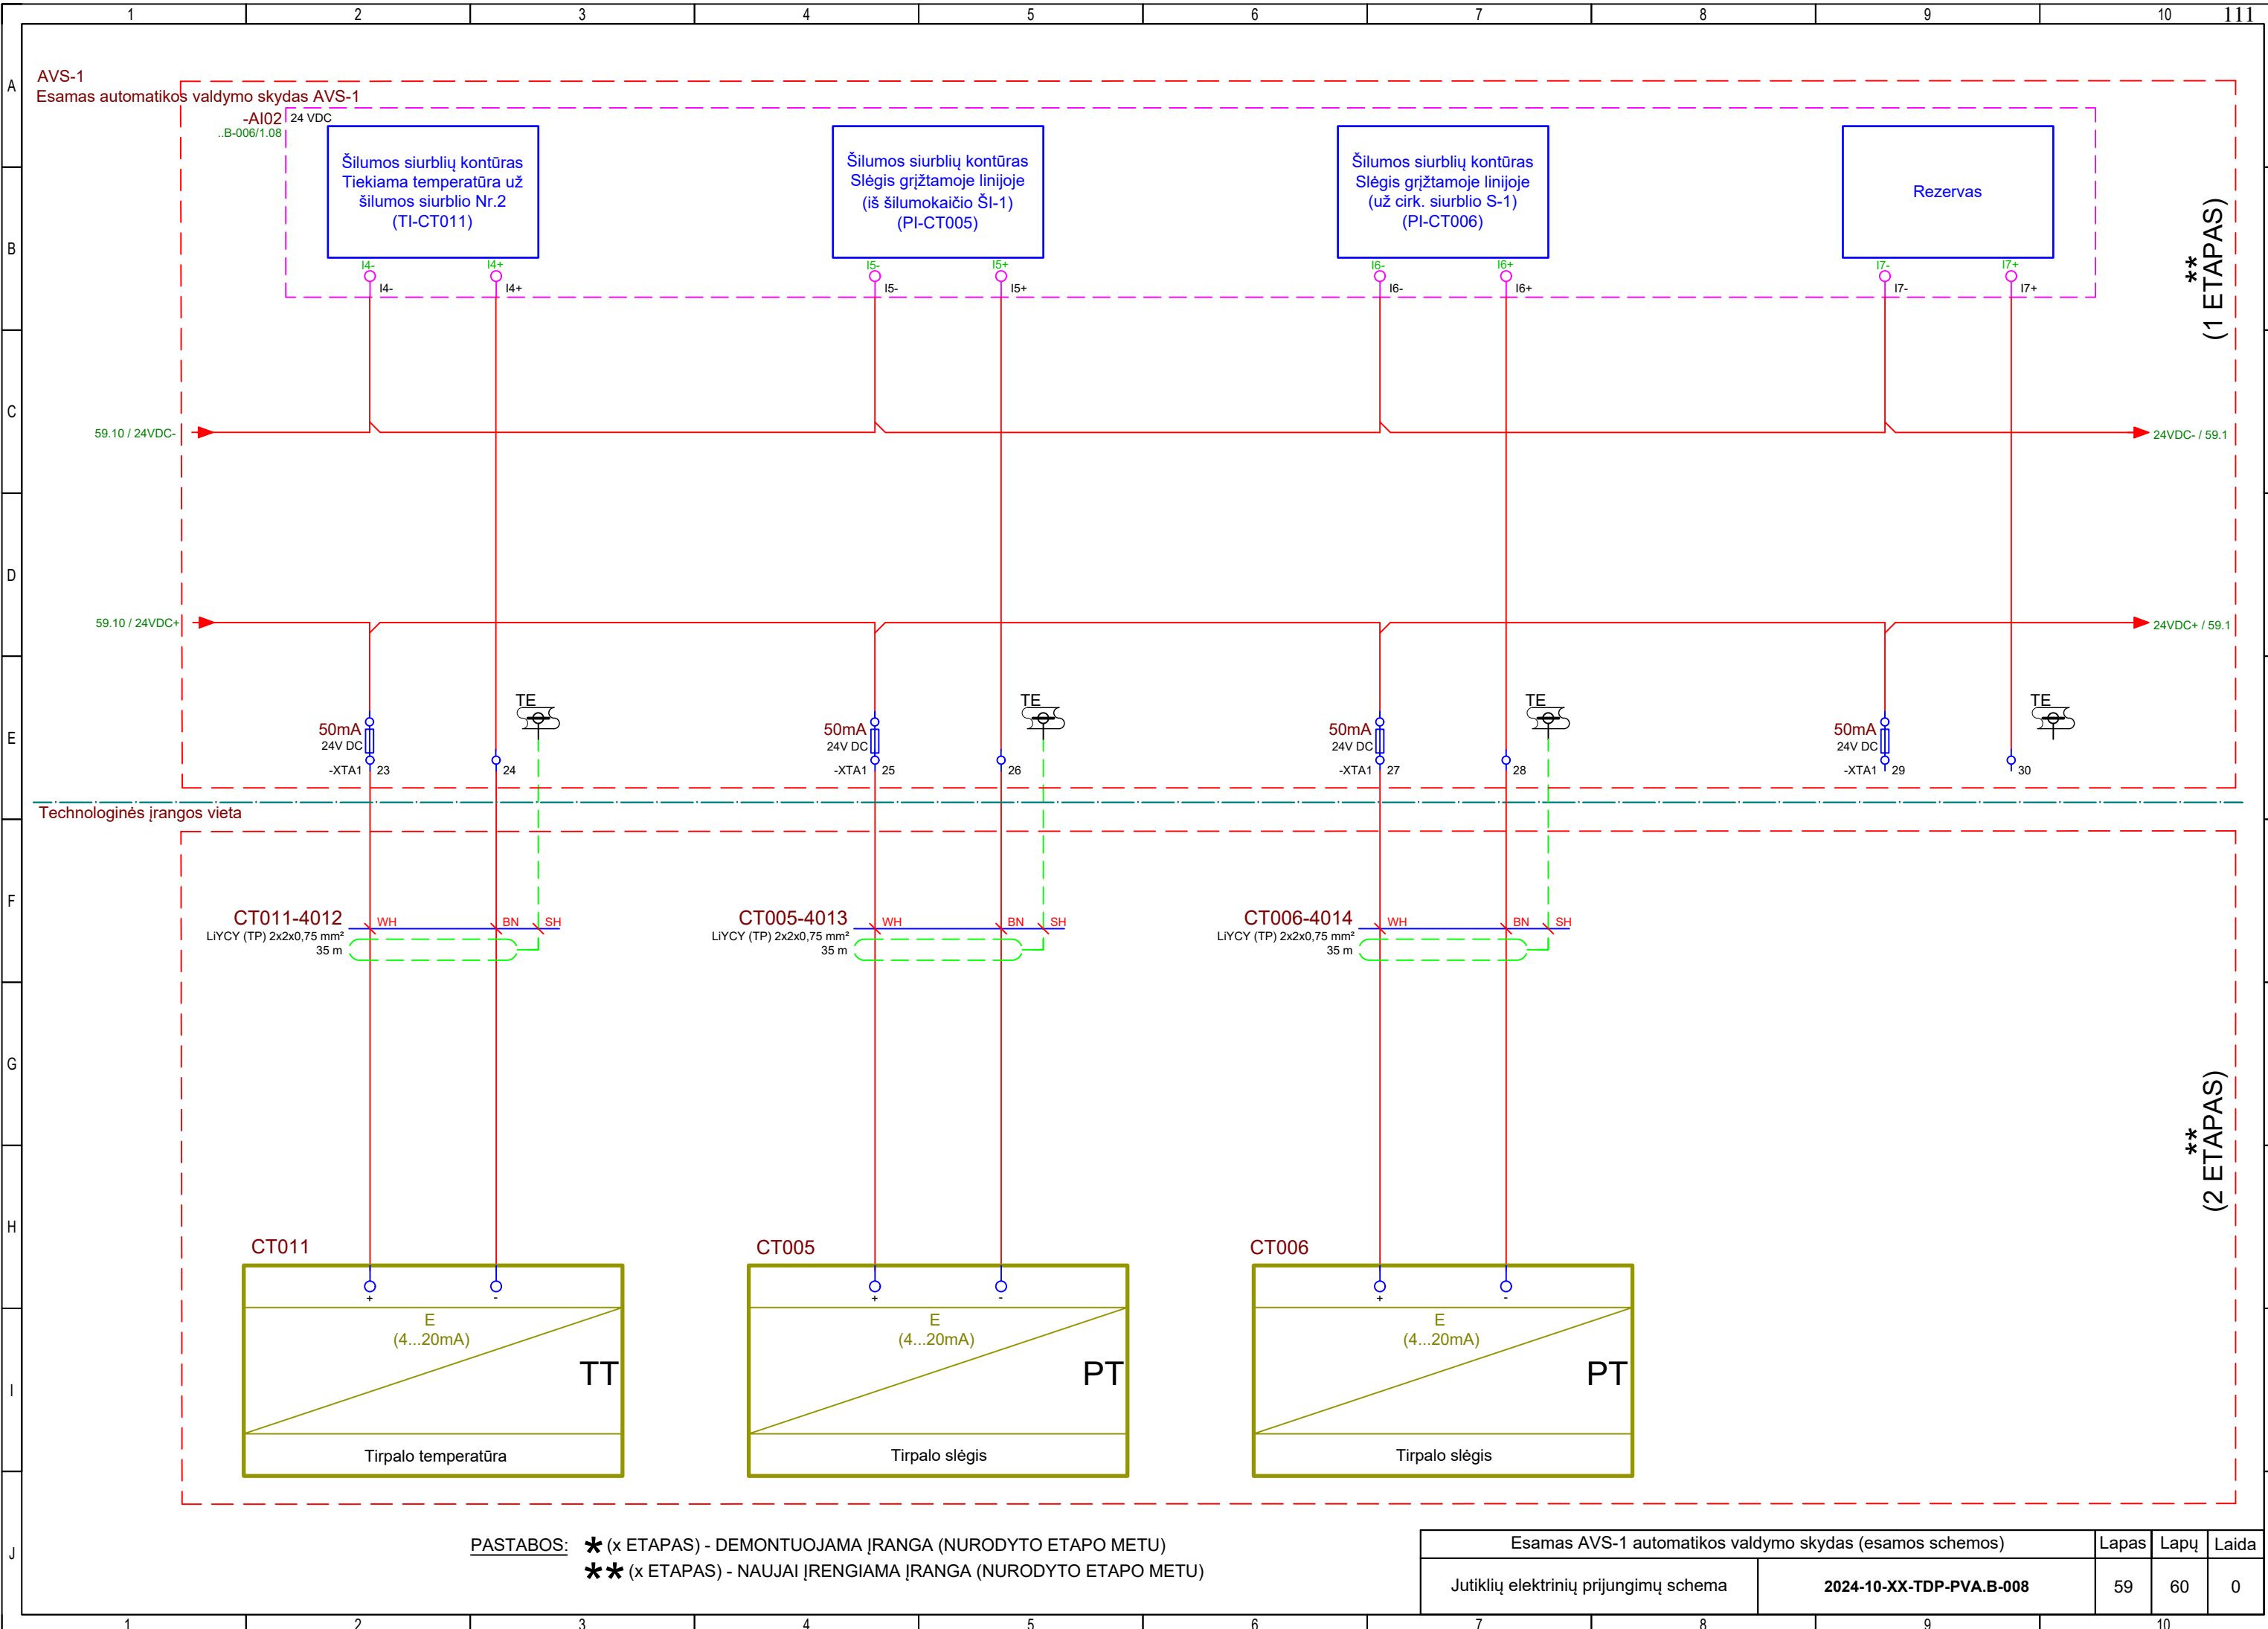 1 2 3 4 5 6 7 8 9 10 111
A
AVS-1
Esamas automatikos valdymo skydas AVS-1
-AI02 24 VDC
..B-006/1.08
Šilumos siurblių kontūras
Tiekiama temperatūra už
šilumos siurblio Nr.2
(TI-CT011)
Šilumos siurblių kontūras
Slėgis grįžtamoje linijoje
(iš šilumokaičio ŠI-1)
(PI-CT005)
Šilumos siurblių kontūras
Slėgis grįžtamoje linijoje
(už cirk. siurblio S-1)
(PI-CT006)
Rezervas
B
**
(1 ETAPAS)
I4- I4+ I5- I5+ I6- I6+ I7- I7+
I4- I4+ I5- I5+ I6- I6+ I7- I7+
C
59.10 / 24VDC- 24VDC- / 59.1
D
59.10 / 24VDC+ 24VDC+ / 59.1
TE TE TE TE
E
50mA 50mA 50mA 50mA
24V DC 24V DC 24V DC 24V DC
-XTA1 23 24 -XTA1 25 26 -XTA1 27 28 -XTA1 29 30
Technologinės įrangos vieta
F
CT011-4012 WH BN SH CT005-4013 WH BN SH CT006-4014 WH BN SH
LiYCY (TP) 2x2x0,75 mm² LiYCY (TP) 2x2x0,75 mm² LiYCY (TP) 2x2x0,75 mm²
35 m 35 m 35 m
G
**
(2 ETAPAS)
H
CT011 CT005 CT006
+ - + - + -
E E E
(4...20mA) (4...20mA) (4...20mA)
TT PT PT
I
Tirpalo temperatūra Tirpalo slėgis Tirpalo slėgis
J
PASTABOS: * (x ETAPAS) - DEMONTUOJAMA ĮRANGA (NURODYTO ETAPO METU)
** (x ETAPAS) - NAUJAI ĮRENGIAMA ĮRANGA (NURODYTO ETAPO METU)
Esamas AVS-1 automatikos valdymo skydas (esamos schemos) Lapas Lapų Laida
Jutiklių elektrinių prijungimų schema 2024-10-XX-TDP-PVA.B-008 59 60 0
1 2 3 4 5 6 7 8 9 10